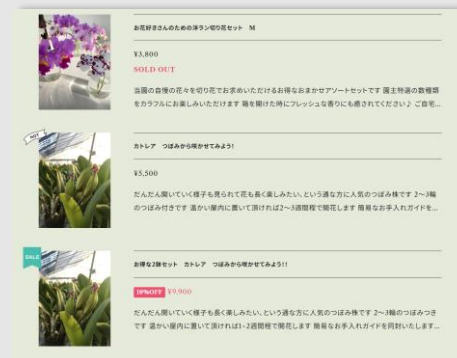 お花好きさんのための洋ラン切り花セット　M
¥3,800
SOLD OUT
当園の自慢の花々を切り花でお求めいただけるお得なおまかせアソートセットです 園主特選の数種類
をカラフルにお楽しみいただけます 箱を開けた時にフレッシュな香りにも癒されてください♪ ご自宅...
HOT
カトレア　つぼみから咲かせてみよう！
¥5,500
だんだん開いていく様子も見られて花も長く楽しみたい、という通な方に人気のつぼみ株です 2〜3輪
のつぼみ付きです 温かい屋内に置いて頂ければ2〜3週間程で開花します 簡易なお手入れガイドを...
SALE
お得な2鉢セット　カトレア　つぼみから咲かせてみよう！！
10%OFF ¥9,900
だんだん開いていく様子も見られて花も長く楽しみたい、という通な方に人気のつぼみ株です 2〜3輪のつぼみつき
です 温かい屋内に置いて頂ければ1-2週間程で開花します 簡易なお手入れガイドを同封いたします...